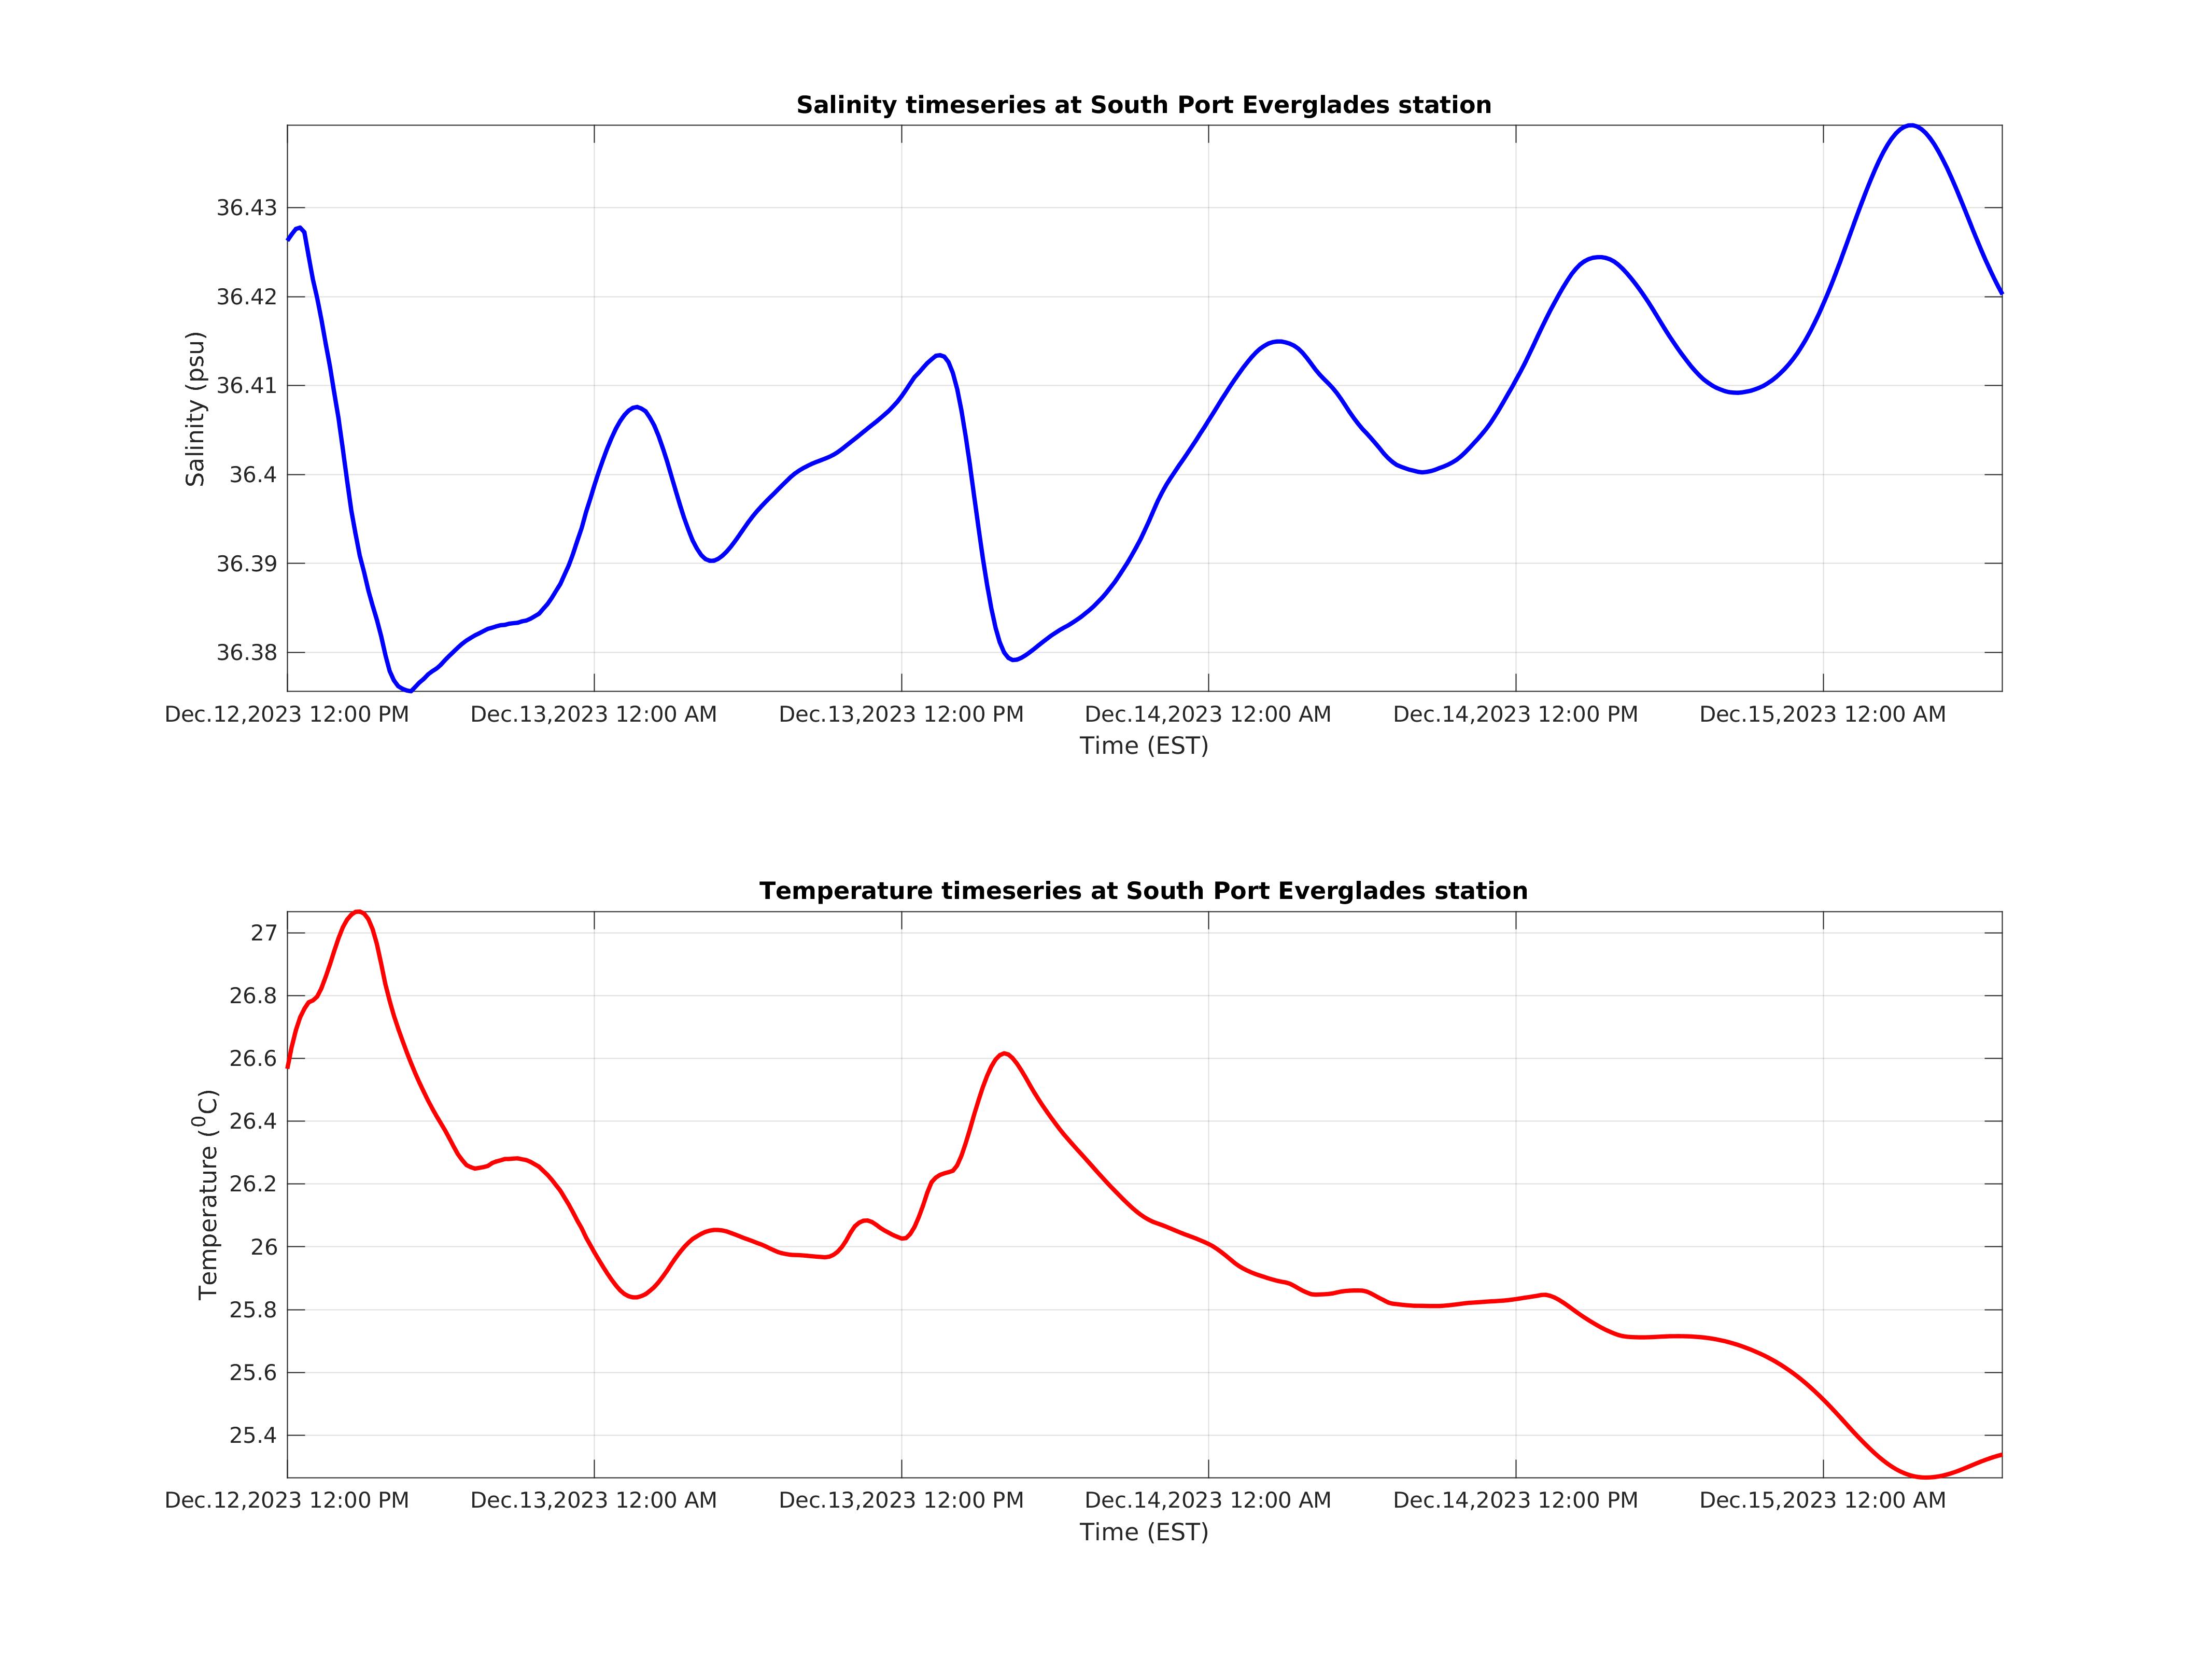 Salinity timeseries at South Port Everglades station
36.43
36.42
36.41
36.4
36.39
36.38
Salinity (psu)
Dec.12,2023 12:00 PM Dec.13,2023 12:00 AM Dec.13,2023 12:00 PM Dec.14,2023 12:00 AM Dec.14,2023 12:00 PM Dec.15,2023 12:00 AM
Time (EST)
Temperature timeseries at South Port Everglades station
27
26.8
26.6
26.4
26.2
26
25.8
25.6
25.4
Temperature (⁰C)
Dec.12,2023 12:00 PM Dec.13,2023 12:00 AM Dec.13,2023 12:00 PM Dec.14,2023 12:00 AM Dec.14,2023 12:00 PM Dec.15,2023 12:00 AM
Time (EST)